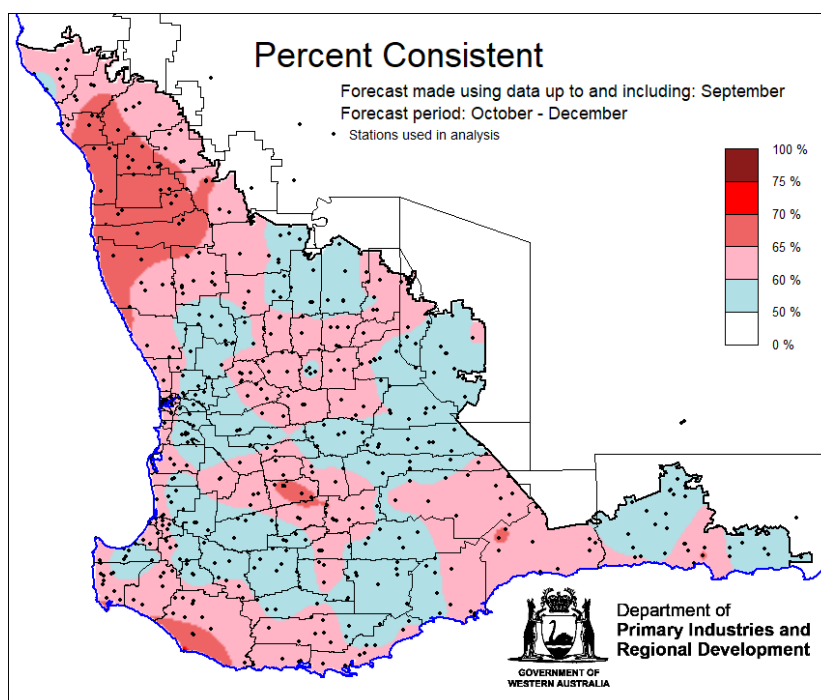 Percent Consistent
Forecast made using data up to and including: September
Forecast period: October - December
Stations used in analysis
100 %
75 %
70 %
65 %
60 %
50 %
0 %
GOVERNMENT OF
WESTERN AUSTRALIA
Department of
Primary Industries and
Regional Development